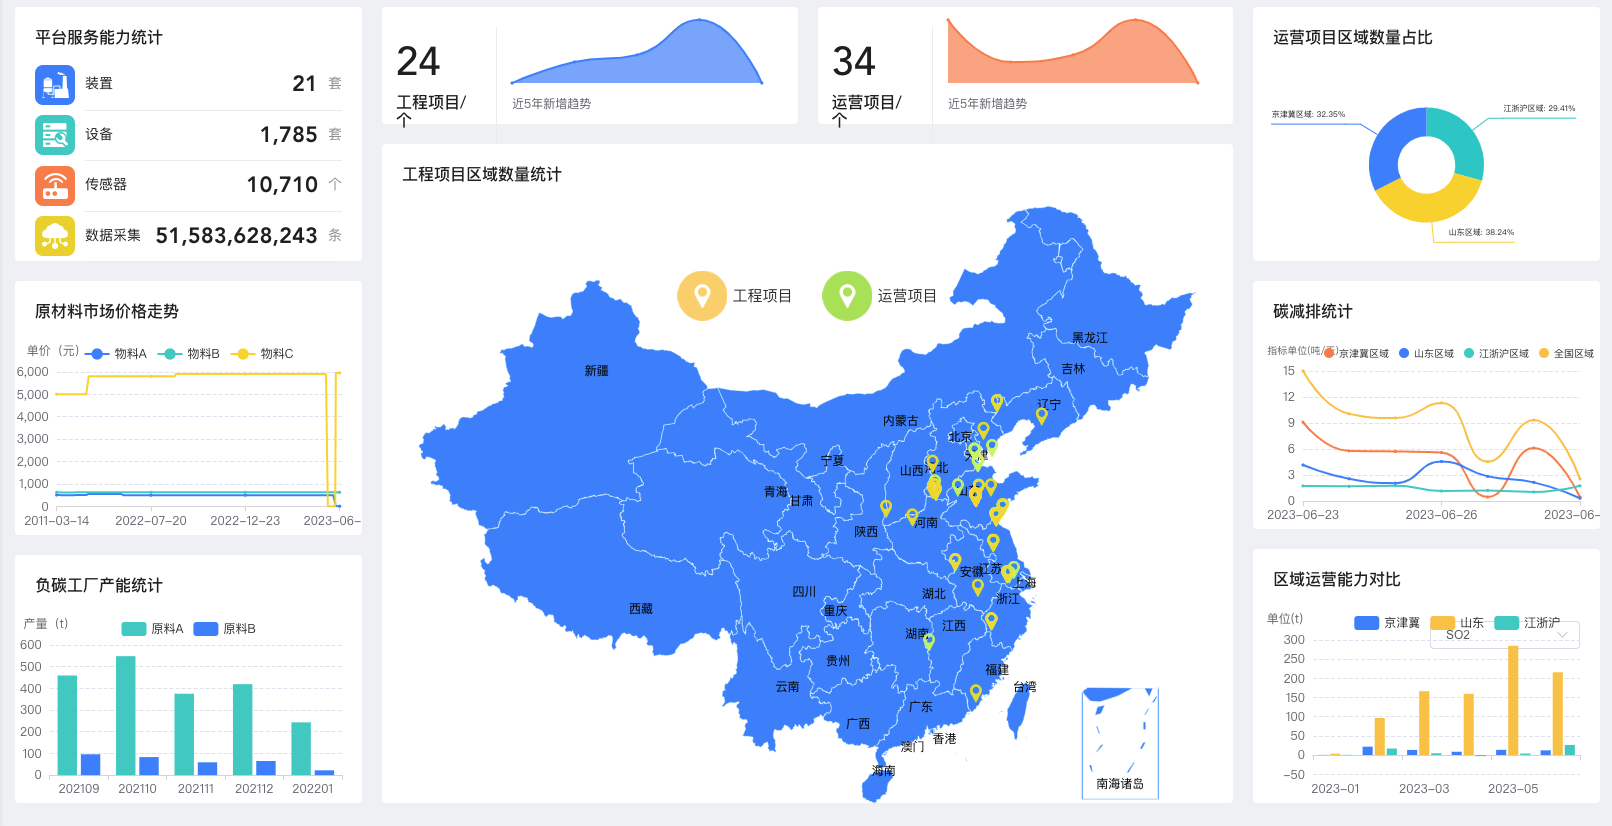 平台服务能力统计
装置 21 套
设备 1,785 套
传感器 10,710 个
数据采集 51,583,628,243 条
原材料市场价格走势
单价（元）
物料A 物料B 物料C
6,000
5,000
4,000
3,000
2,000
1,000
0
2011-03-14 2022-07-20 2022-12-23 2023-06-
负碳工厂产能统计
产量（t）
原料A 原料B
600
500
400
300
200
100
0
202109 202110 202111 202112 202201
24
工程项目/
个
近5年新增趋势
34
运营项目/
个
近5年新增趋势
工程项目区域数量统计
工程项目 运营项目
黑龙江
新疆
吉林
辽宁
内蒙古
北京
天津
宁夏
山西
河北
青海
甘肃
山东
陕西
河南
安徽
江苏
上海
四川
湖北
浙江
西藏
重庆
江西
湖南
贵州
福建
云南
台湾
广东
广西
香港
澳门
海南
南海诸岛
运营项目区域数量占比
江浙沪区域: 29.41%
京津冀区域: 32.35%
山东区域: 38.24%
碳减排统计
指标单位(吨/天)
京津冀区域 山东区域 江浙沪区域 全国区域
15
12
9
6
3
0
2023-06-23 2023-06-26 2023-06-
区域运营能力对比
单位(t)
京津冀 山东 江浙沪
SO2
300
250
200
150
100
50
0
-50
2023-01 2023-03 2023-05